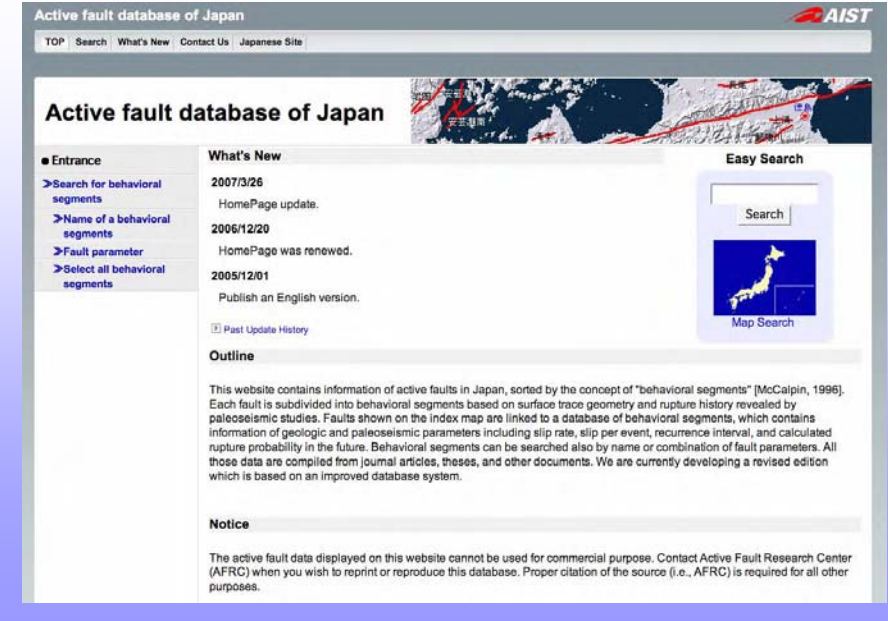 Active fault database of Japan
AIST
TOP Search What's New Contact Us Japanese Site
Active fault database of Japan
Entrance
Search for behavioral
segments
Name of a behavioral
segments
Fault parameter
Select all behavioral
segments
What's New
2007/3/26
HomePage update.
2006/12/20
HomePage was renewed.
2005/12/01
Publish an English version.
Past Update History
Easy Search
Search
Map Search
Outline
This website contains information of active faults in Japan, sorted by the concept of "behavioral segments" [McCalpin, 1996].
Each fault is subdivided into behavioral segments based on surface trace geometry and rupture history revealed by
paleoseismic studies. Faults shown on the index map are linked to a database of behavioral segments, which contains
information of geologic and paleoseismic parameters including slip rate, slip per event, recurrence interval, and calculated
rupture probability in the future. Behavioral segments can be searched also by name or combination of fault parameters. All
those data are compiled from journal articles, theses, and other documents. We are currently developing a revised edition
which is based on an improved database system.
Notice
The active fault data displayed on this website cannot be used for commercial purpose. Contact Active Fault Research Center
(AFRC) when you wish to reprint or reproduce this database. Proper citation of the source (i.e., AFRC) is required for all other
purposes.